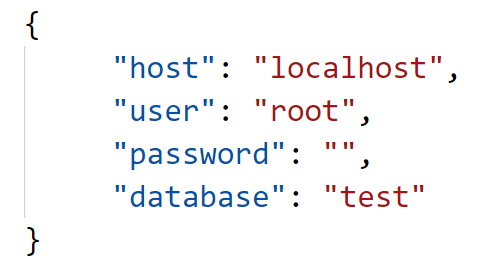 {
"host": "localhost",
"user": "root",
"password": "",
"database": "test"
}